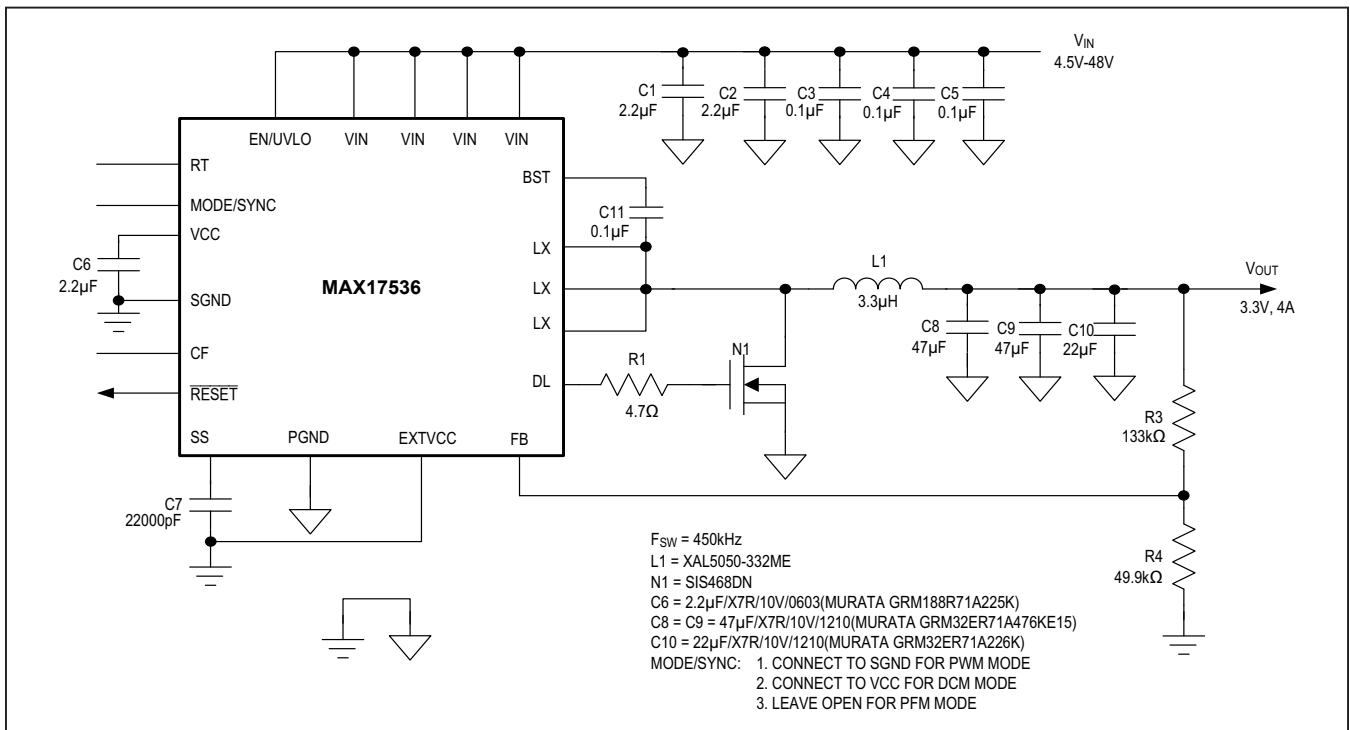 VIN
4.5V-48V
C1
2.2µF
C2
2.2µF
C3
0.1µF
C4
0.1µF
C5
0.1µF
EN/UVLO
VIN
VIN
VIN
VIN
RT
MODE/SYNC
VCC
C6
2.2µF
SGND
CF
RESET
SS
PGND
EXTVCC
FB
MAX17536
BST
LX
LX
LX
DL
C11
0.1µF
R1
4.7Ω
N1
L1
3.3µH
C8
47µF
C9
47µF
C10
22µF
VOUT
3.3V, 4A
R3
133kΩ
R4
49.9kΩ
C7
22000pF
FSW = 450kHz
L1 = XAL5050-332ME
N1 = SIS468DN
C6 = 2.2µF/X7R/10V/0603(MURATA GRM188R71A225K)
C8 = C9 = 47µF/X7R/10V/1210(MURATA GRM32ER71A476KE15)
C10 = 22µF/X7R/10V/1210(MURATA GRM32ER71A226K)
MODE/SYNC: 1. CONNECT TO SGND FOR PWM MODE
2. CONNECT TO VCC FOR DCM MODE
3. LEAVE OPEN FOR PFM MODE